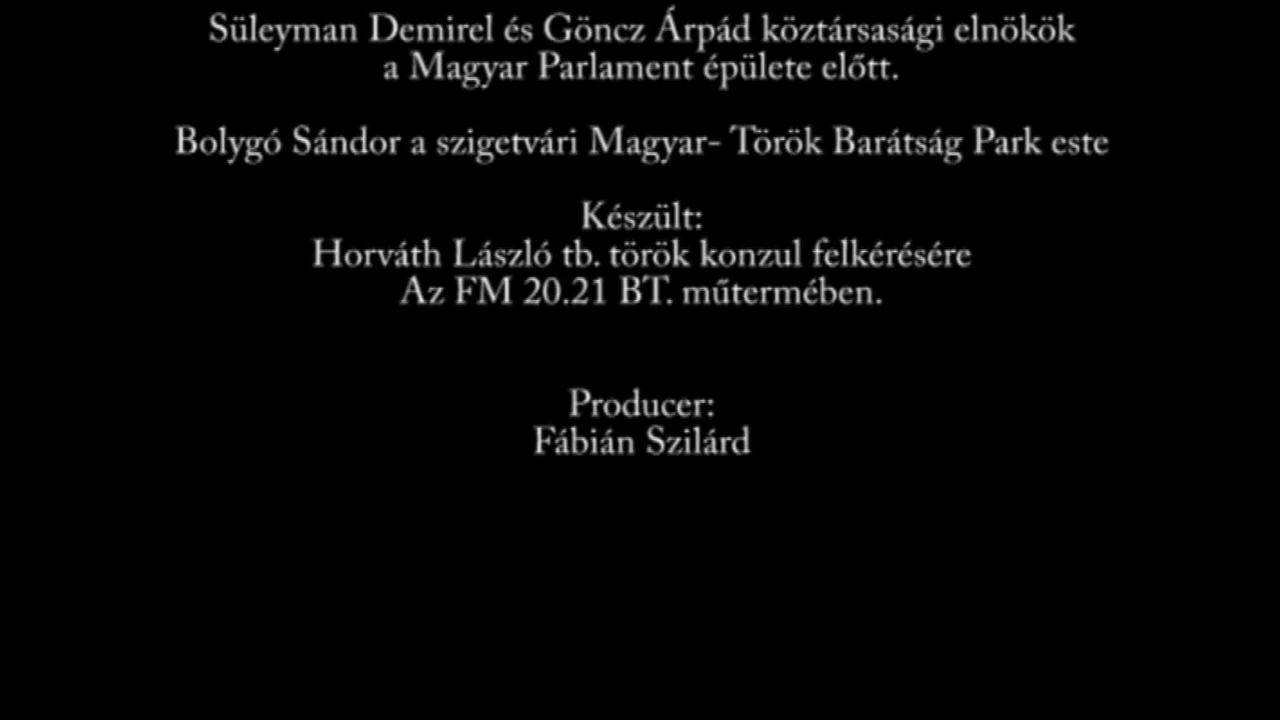 Süleyman Demirel és Göncz Árpád köztársasági elnökök
a Magyar Parlament épülete előtt.
Bolygó Sándor a szigetvári Magyar- Török Barátság Park este
Készült:
Horváth László tb. török konzul felkérésére
Az FM 20.21 BT. műtermében.
Producer:
Fábián Szilárd